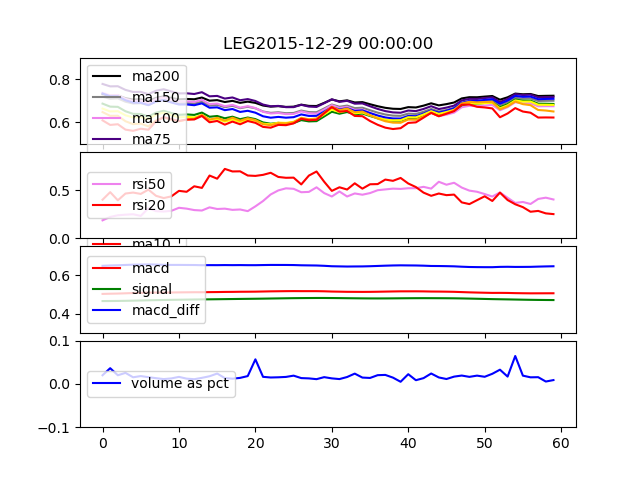 LEG2015-12-29 00:00:00
0.8
0.6
ma200
ma150
ma100
ma75
0.5
0.0
rsi50
rsi20
ma10
0.6
0.4
macd
signal
macd_diff
0.1
0.0
−0.1
volume as pct
0 10 20 30 40 50 60